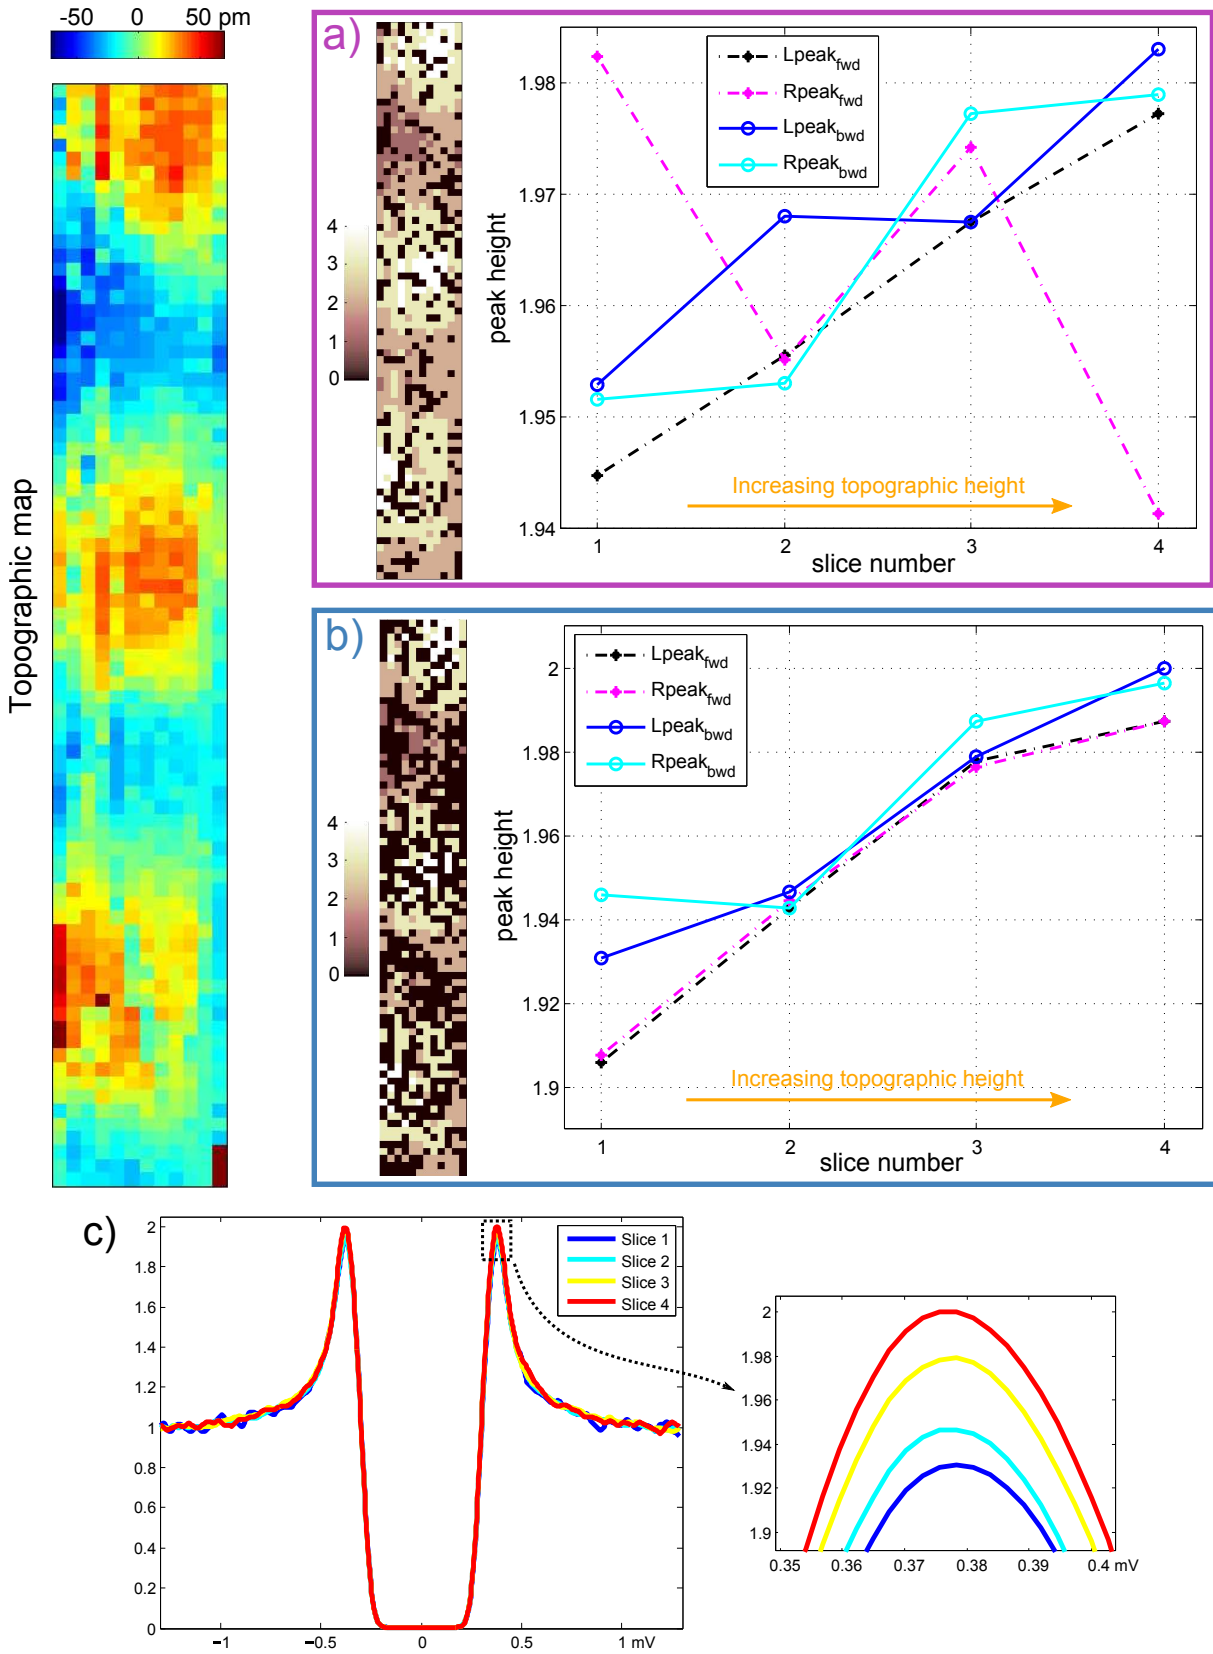 -50 0 50 pm
Topographic map
a)
4
3
2
1
0
peak height
1.98
1.97
1.96
1.95
1.94
Lpeakfwd
Rpeakfwd
Lpeakbwd
Rpeakbwd
Increasing topographic height
1 2 3 4
slice number
b)
4
3
2
1
0
peak height
2
1.98
1.96
1.94
1.92
1.9
Lpeakfwd
Rpeakfwd
Lpeakbwd
Rpeakbwd
Increasing topographic height
1 2 3 4
slice number
c)
2
1.8
1.6
1.4
1.2
1
0.8
0.6
0.4
0.2
0
Slice 1
Slice 2
Slice 3
Slice 4
−1 −0.5 0 0.5 1 mV
2
1.98
1.96
1.94
1.92
1.9
0.35 0.36 0.37 0.38 0.39 0.4 mV